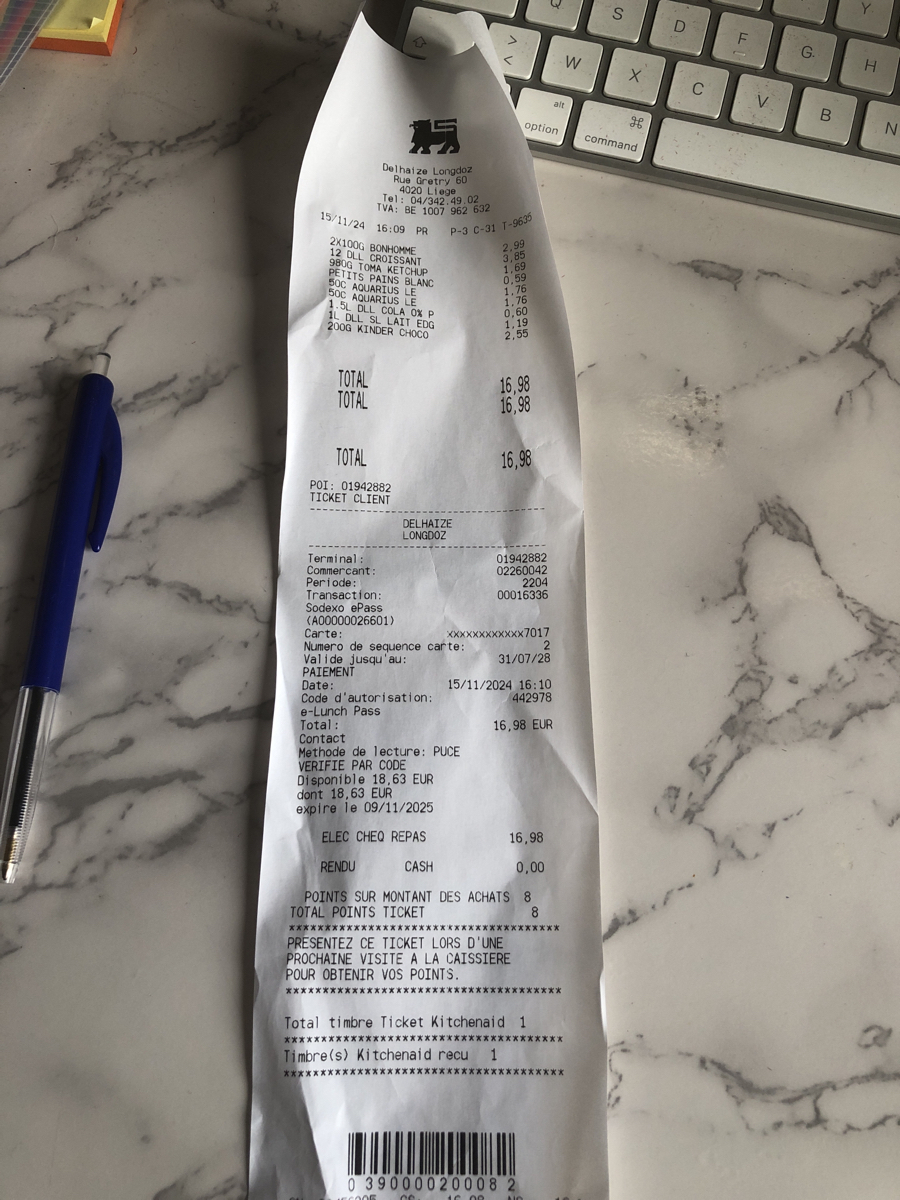 Q S D F G H Y
> < W X C V B N
alt option
⌘ command
Delhaize Longdoz
Rue Gretry 60
4020 Liege
Tel: 04/342.49.02
TVA: BE 1007 962 632
15/11/24 16:09 PR P-3 C-31 T-9635
2X100G BONHOMME 2,99
12 DLL CROISSANT 3,85
980G TOMA KETCHUP 1,69
PETITS PAINS BLANC 0,59
50C AQUARIUS LE 1,76
50C AQUARIUS LE 1,76
1.5L DLL COLA 0% P 0,60
1L DLL SL LAIT EDG 1,19
200G KINDER CHOCO 2,55
TOTAL 16,98
TOTAL 16,98
TOTAL 16,98
POI: 01942882
TICKET CLIENT
DELHAIZE
LONGDOZ
Terminal: 01942882
Commercant: 02260042
Periode: 2204
Transaction: 00016336
Sodexo ePass
(A00000026601)
Carte: xxxxxxxxxxxx7017
Numero de sequence carte: 2
Valide jusqu'au: 31/07/28
PAIEMENT
Date: 15/11/2024 16:10
Code d'autorisation: 442978
e-Lunch Pass
Total: 16,98 EUR
Contact
Methode de lecture: PUCE
VERIFIE PAR CODE
Disponible 18,63 EUR
dont 18,63 EUR
expire le 09/11/2025
ELEC CHEQ REPAS 16,98
RENDU CASH 0,00
POINTS SUR MONTANT DES ACHATS 8
TOTAL POINTS TICKET 8
***********************************
PRESENTEZ CE TICKET LORS D'UNE
PROCHAINE VISITE A LA CAISSIERE
POUR OBTENIR VOS POINTS.
***********************************
Total timbre Ticket Kitchenaid 1
***********************************
Timbre(s) Kitchenaid recu 1
***********************************
0 39000020008 2